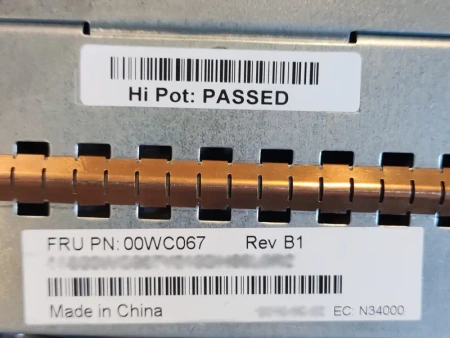 Hi Pot: PASSED
FRU PN: 00WC067 Rev B1
Made in China EC: N34000